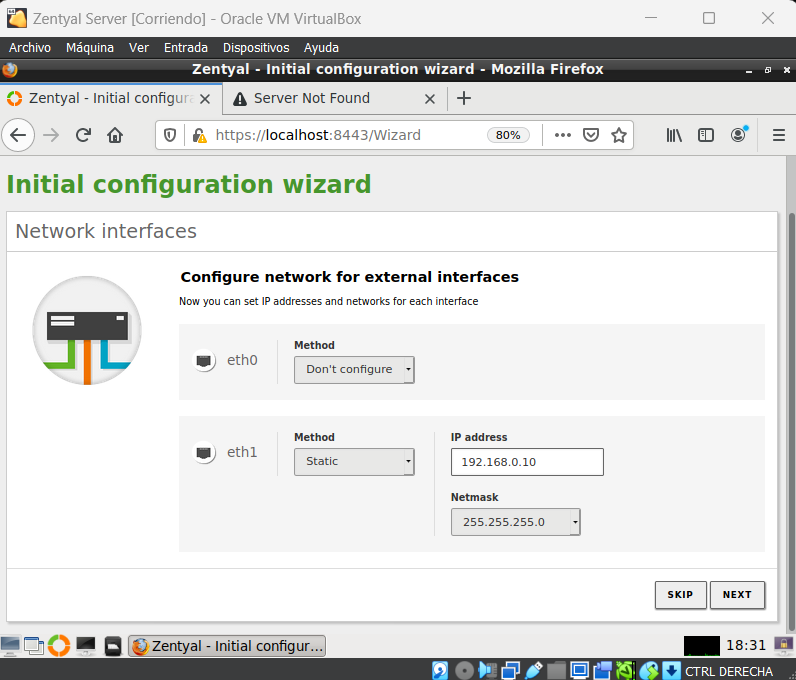 Zentyal Server [Corriendo] - Oracle VM VirtualBox
Archivo Máquina Ver Entrada Dispositivos Ayuda
Zentyal - Initial configuration wizard - Mozilla Firefox
Zentyal - Initial configura
Server Not Found
https://localhost:8443/Wizard
80%
Initial configuration wizard
Network interfaces
Configure network for external interfaces
Now you can set IP addresses and networks for each interface
eth0
Method
Don't configure
eth1
Method
Static
IP address
192.168.0.10
Netmask
255.255.255.0
SKIP
NEXT
Zentyal - Initial configur...
18:31
CTRL DERECHA